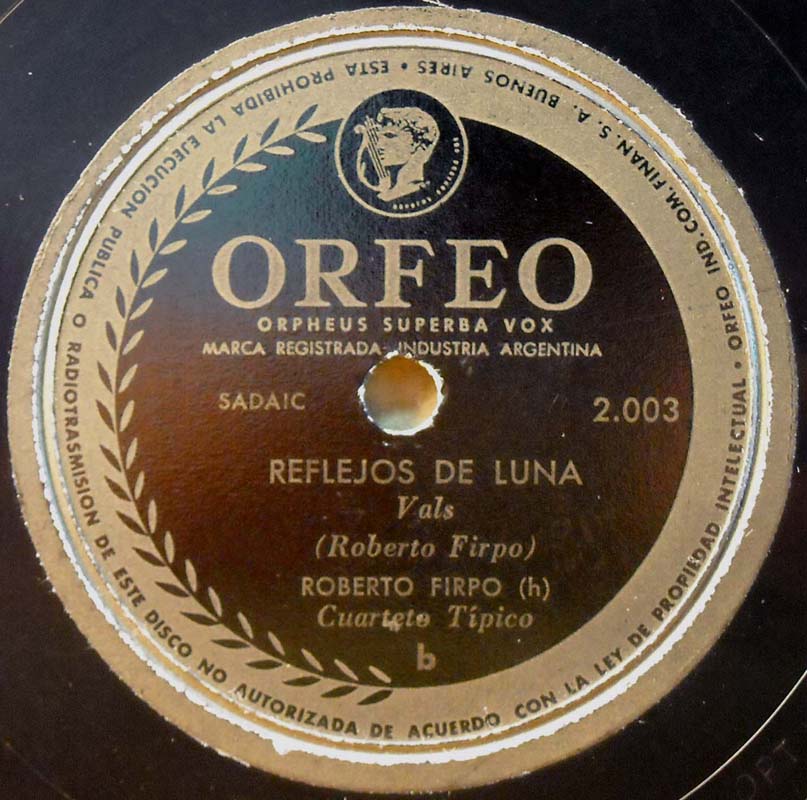 ORFEO
ORPHEUS SUPERBA VOX
MARCA REGISTRADA INDUSTRIA ARGENTINA
SADAIC
2.003
REFLEJOS DE LUNA
Vals
(Roberto Firpo)
ROBERTO FIRPO (h)
Cuarteto Típico
b
ORFEO IND. COM. FINAN. S. A. BUENOS AIRES • ESTA PROHIBIDA LA EJECUCION PUBLICA O RADIOTRASMISION DE ESTE DISCO NO AUTORIZADA DE ACUERDO CON LA LEY DE PROPIEDAD INTELECTUAL •